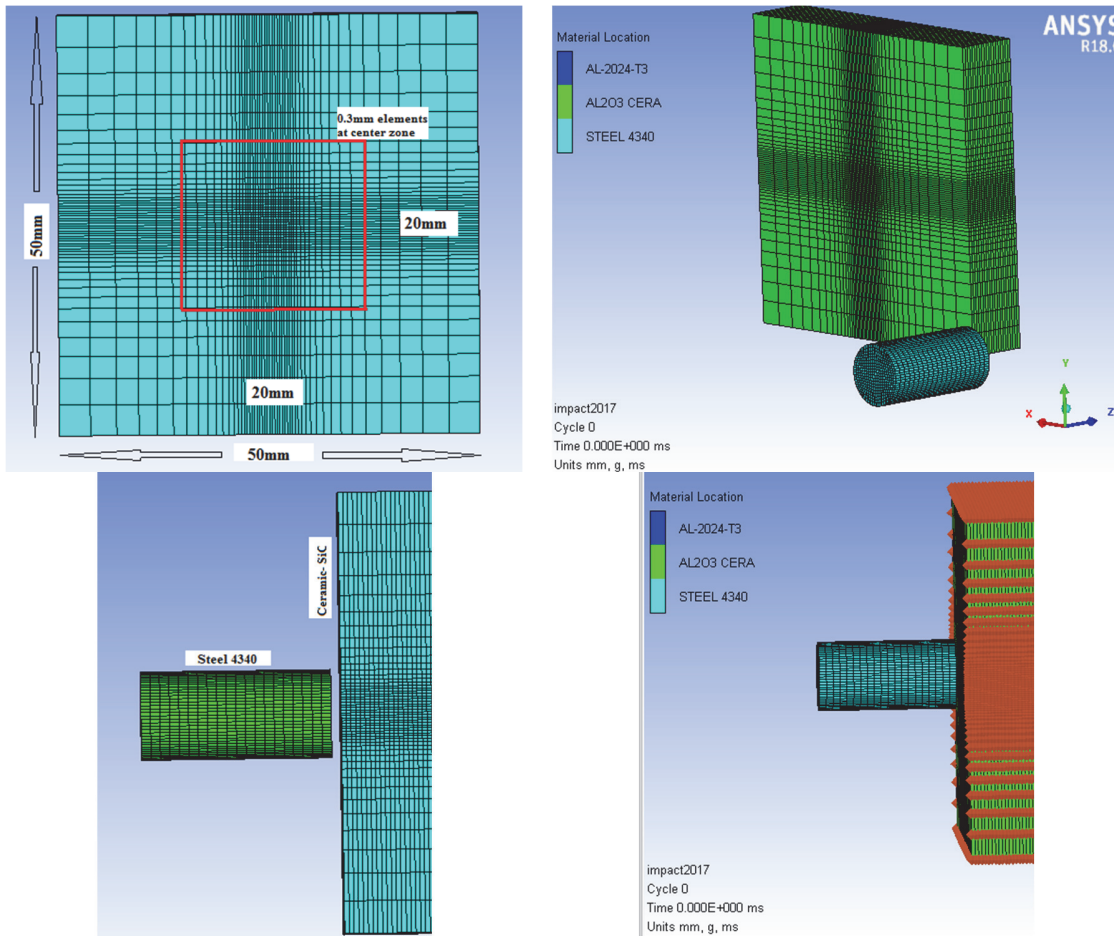 0.3mm elements
at center zone
50mm
20mm
20mm
50mm
ANSYS
R18.
Material Location
AL-2024-T3
AL2O3 CERA
STEEL 4340
Y
X
Z
impact2017
Cycle 0
Time 0.000E+000 ms
Units mm, g, ms
Ceramic- SiC
Steel 4340
Material Location
AL-2024-T3
AL2O3 CERA
STEEL 4340
impact2017
Cycle 0
Time 0.000E+000 ms
Units mm, g, ms